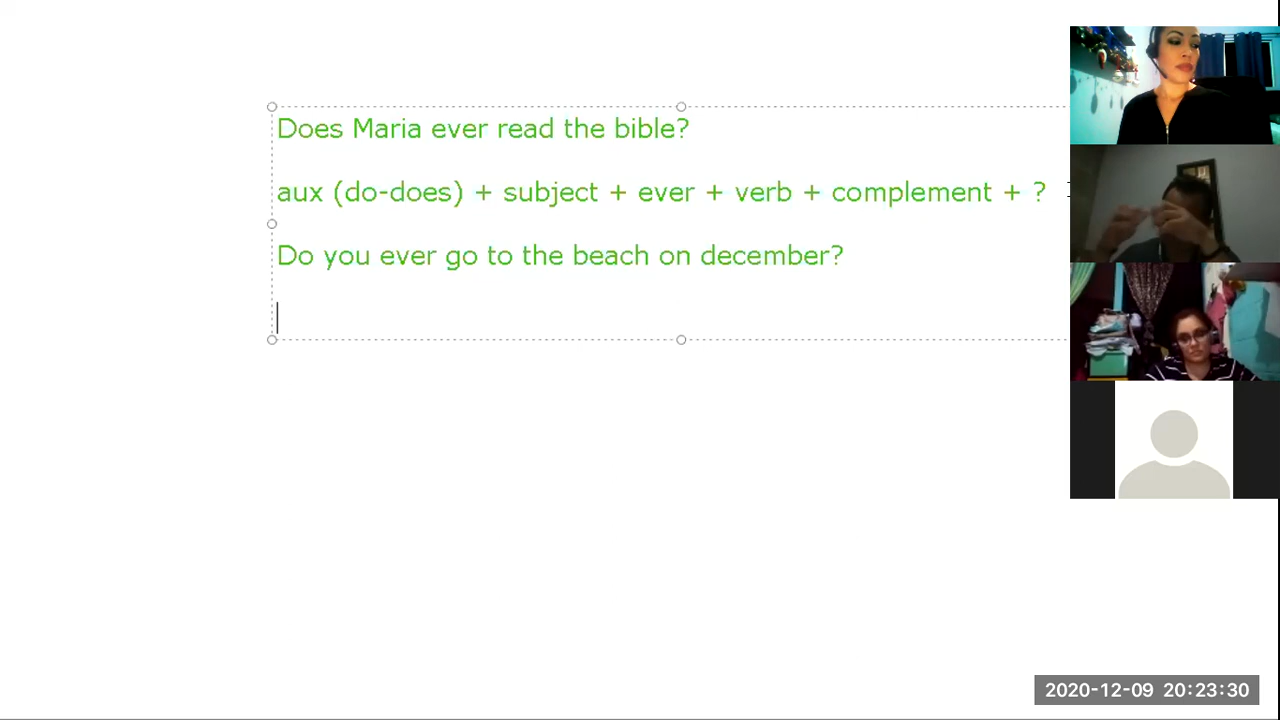 Does Maria ever read the bible?
aux (do-does) + subject + ever + verb + complement + ?
Do you ever go to the beach on december?
2020-12-09 20:23:30